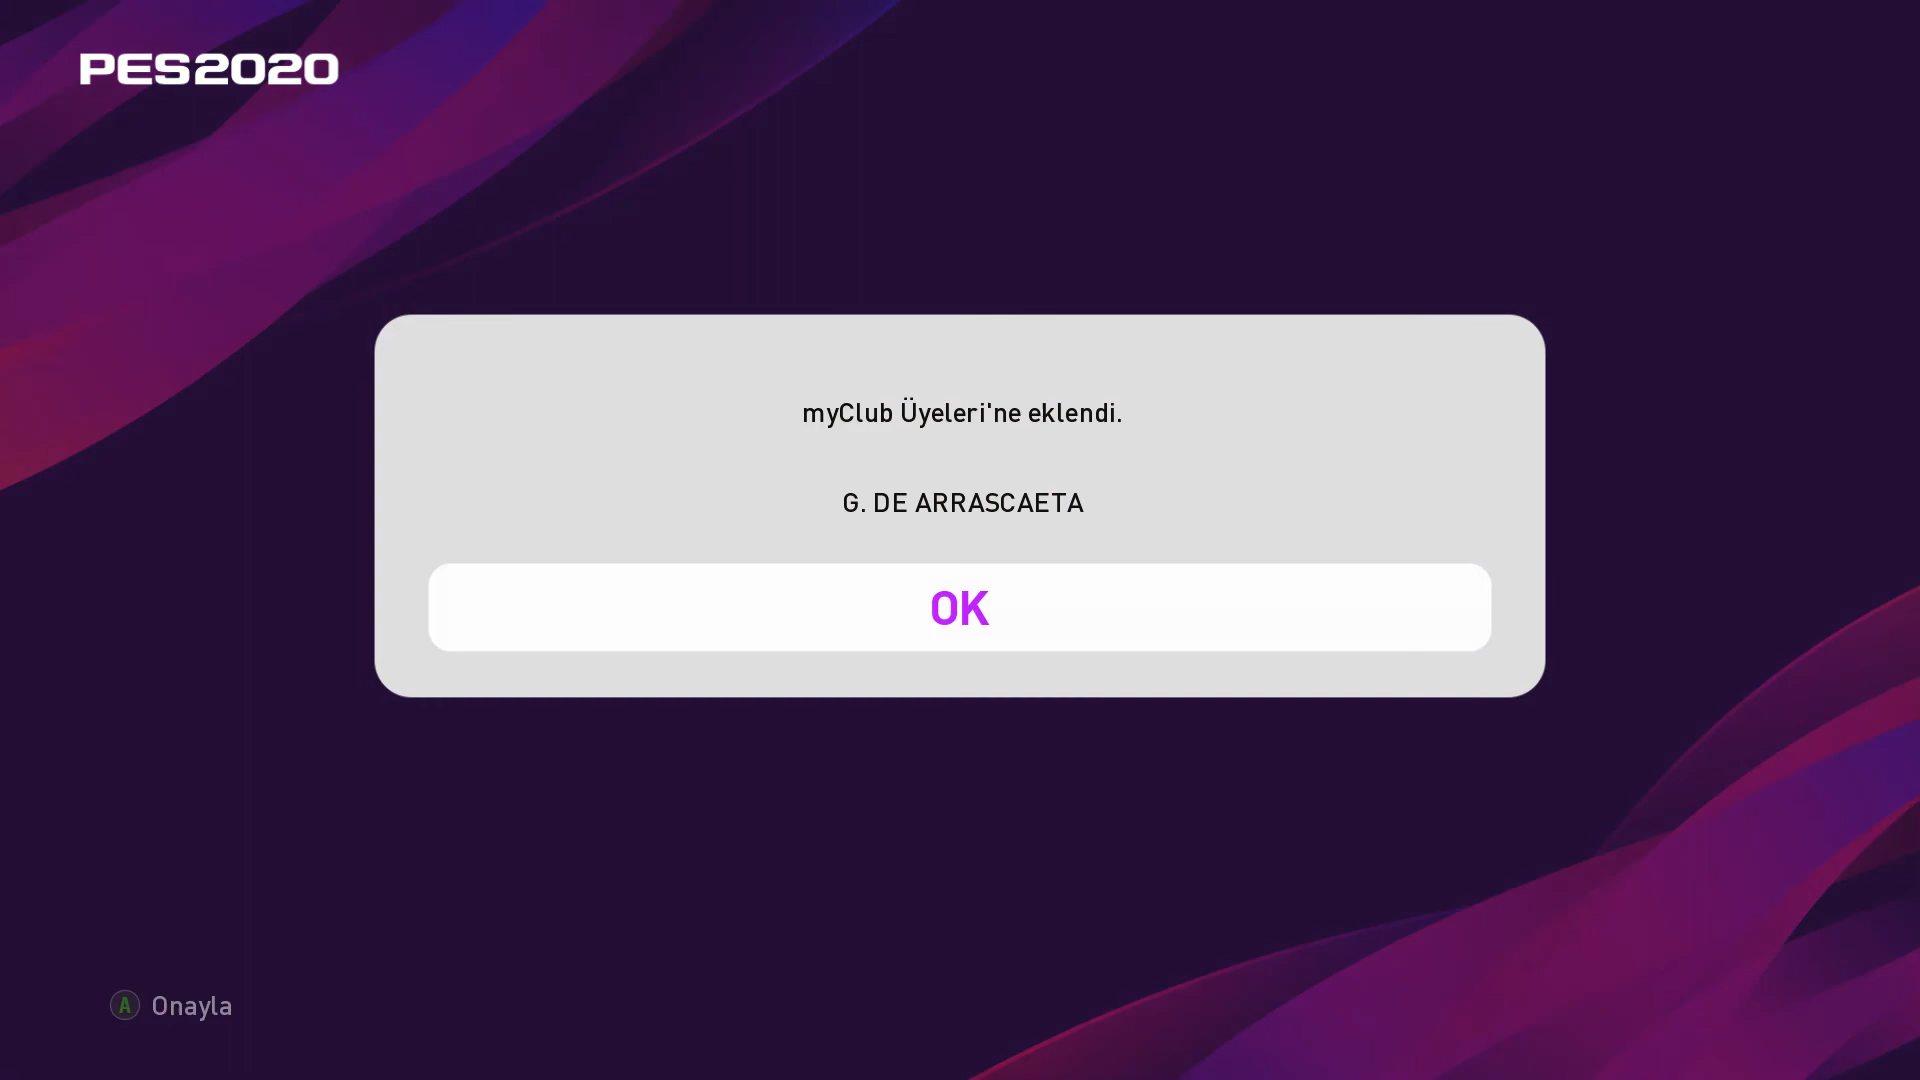 PES2020
myClub Üyeleri'ne eklendi.
G. DE ARRASCAETA
OK
A Onayla